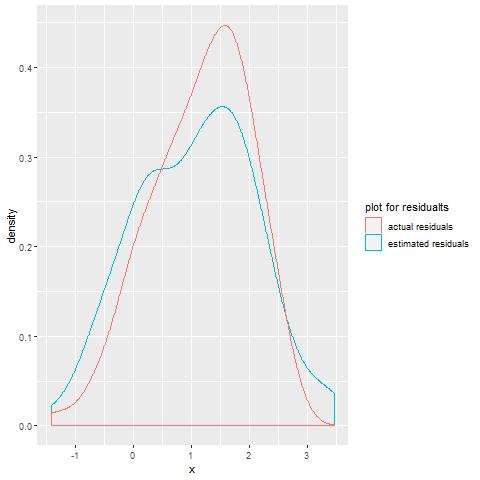 0.4
0.3
0.2
0.1
0.0
density
-1 0 1 2 3
x
plot for residualts
actual residuals
estimated residuals